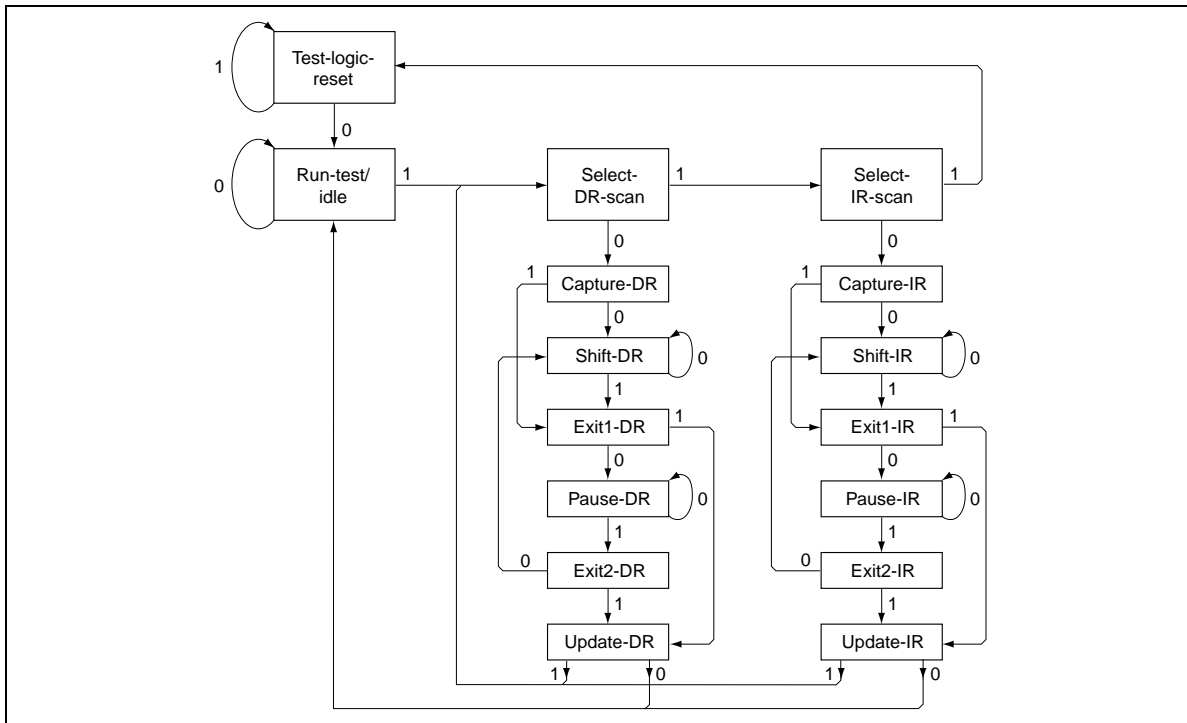 Test-logic-
reset
1
0
Run-test/
idle
0
1
Select-
DR-scan
1
Select-
IR-scan
1
0
0
1
Capture-DR
1
Capture-IR
0
0
Shift-DR
0
Shift-IR
0
1
1
Exit1-DR
1
Exit1-IR
1
0
0
Pause-DR
0
Pause-IR
0
1
1
0
Exit2-DR
0
Exit2-IR
1
1
Update-DR
Update-IR
1
0
1
0